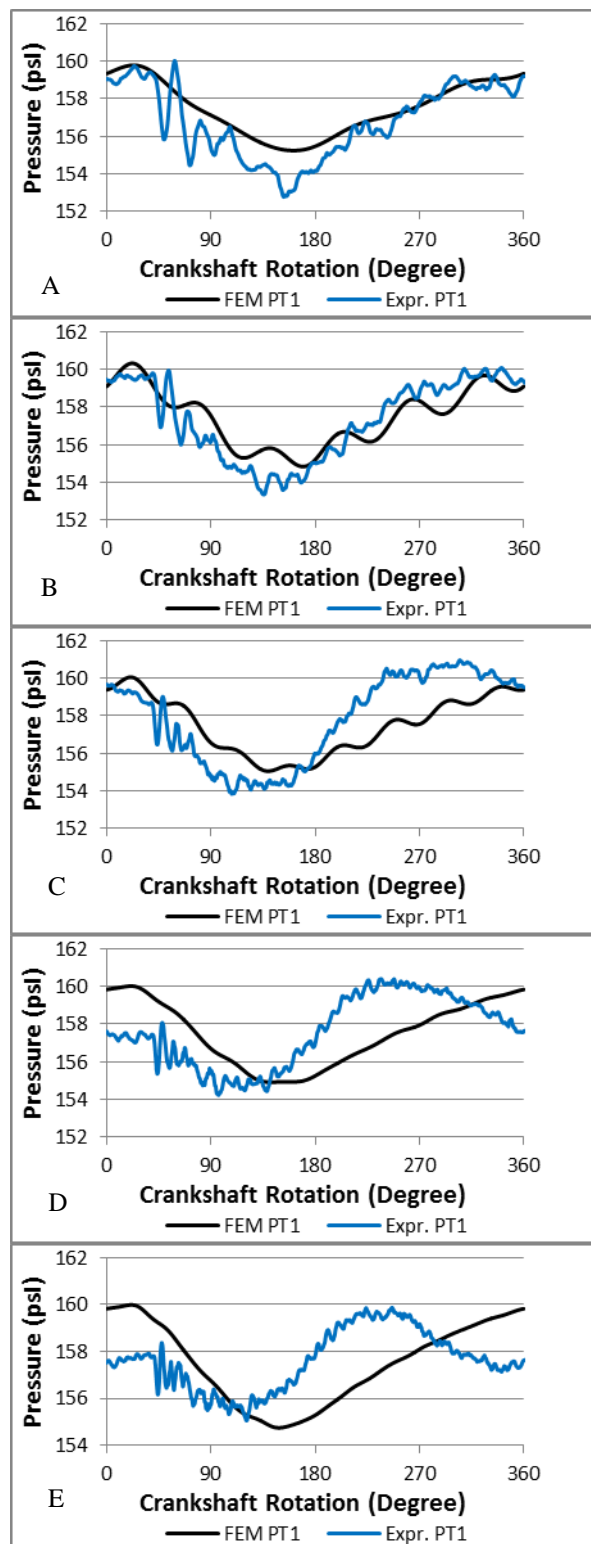 162
160
158
156
154
152
Pressure (psI)
0 90 180 270 360
Crankshaft Rotation (Degree)
A
FEM PT1 Expr. PT1
162
160
158
156
154
152
Pressure (psI)
0 90 180 270 360
Crankshaft Rotation (Degree)
B
FEM PT1 Expr. PT1
162
160
158
156
154
152
Pressure (psI)
0 90 180 270 360
Crankshaft Rotation (Degree)
C
FEM PT1 Expr. PT1
162
160
158
156
154
152
Pressure (psI)
0 90 180 270 360
Crankshaft Rotation (Degree)
D
FEM PT1 Expr. PT1
162
160
158
156
154
Pressure (psI)
0 90 180 270 360
Crankshaft Rotation (Degree)
E
FEM PT1 Expr. PT1